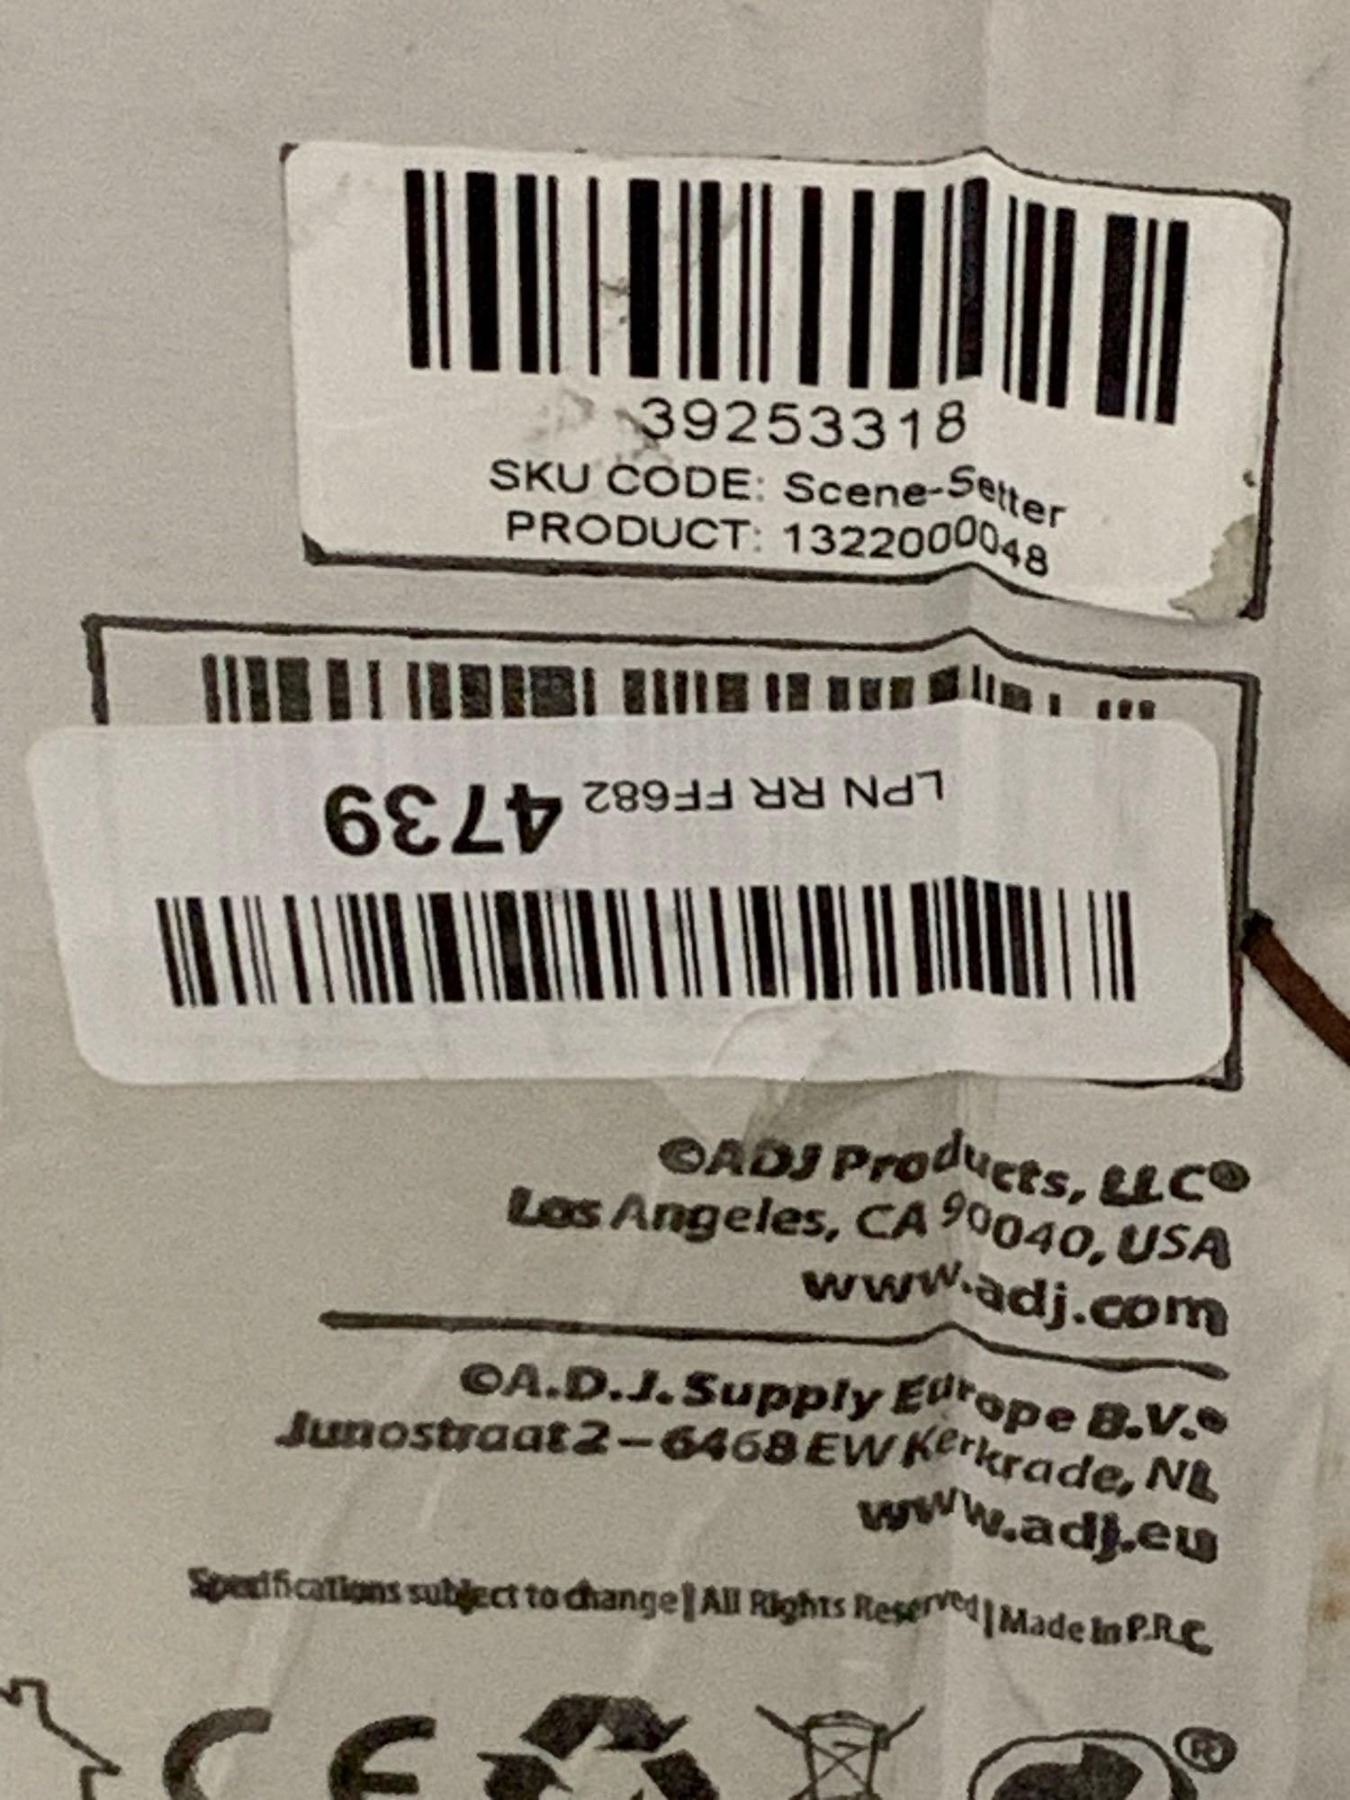 39253318
SKU CODE: Scene-Setter
PRODUCT: 1322000048
LPN RR FF682 4739
©ADJ Products, LLC®
Los Angeles, CA 90040, USA
www.adj.com
©A.D.J. Supply Europe B.V.®
Junostraat 2 – 6468 EW Kerkrade, NL
www.adj.eu
Specifications subject to change | All Rights Reserved | Made In P.R.C.
CE
®